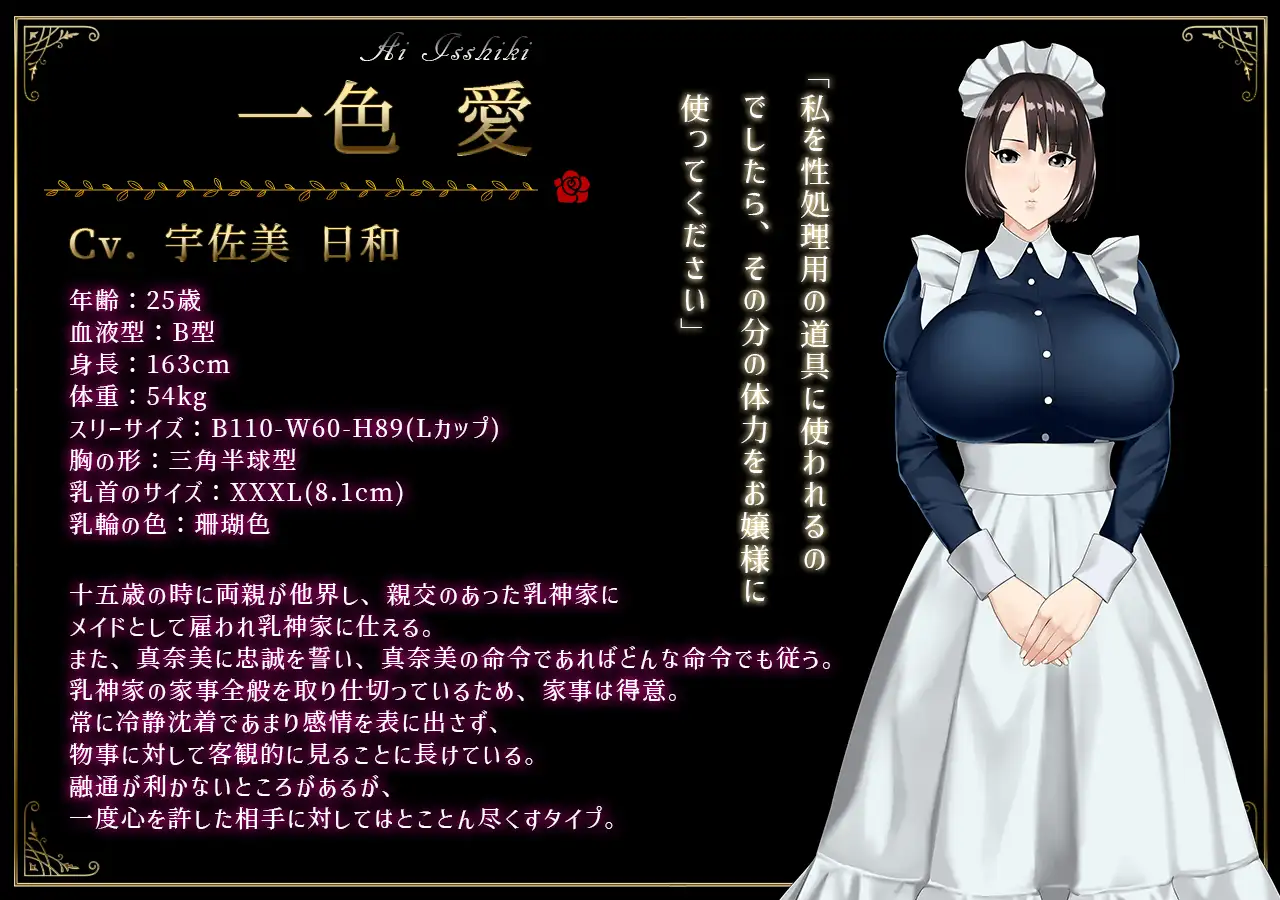 Ai Isshiki
一色 愛
Cv. 宇佐美 日和
年齢：25歳
血液型：B型
身長：163cm
体重：54kg
スリーサイズ：B110-W60-H89(Lカップ)
胸の形：三角半球型
乳首のサイズ：XXXL(8.1cm)
乳輪の色：珊瑚色
十五歳の時に両親が他界し、親交のあった乳神家に
メイドとして雇われ乳神家に仕える。
また、真奈美に忠誠を誓い、真奈美の命令であればどんな命令でも従う。
乳神家の家事全般を取り仕切っているため、家事は得意。
常に冷静沈着であまり感情を表に出さず、
物事に対して客観的に見ることに長けている。
融通が利かないところがあるが、
一度心を許した相手に対してはとことん尽くすタイプ。
「私を性処理用の道具に使われるの
でしたら、その分の体力をお嬢様に
使ってください」